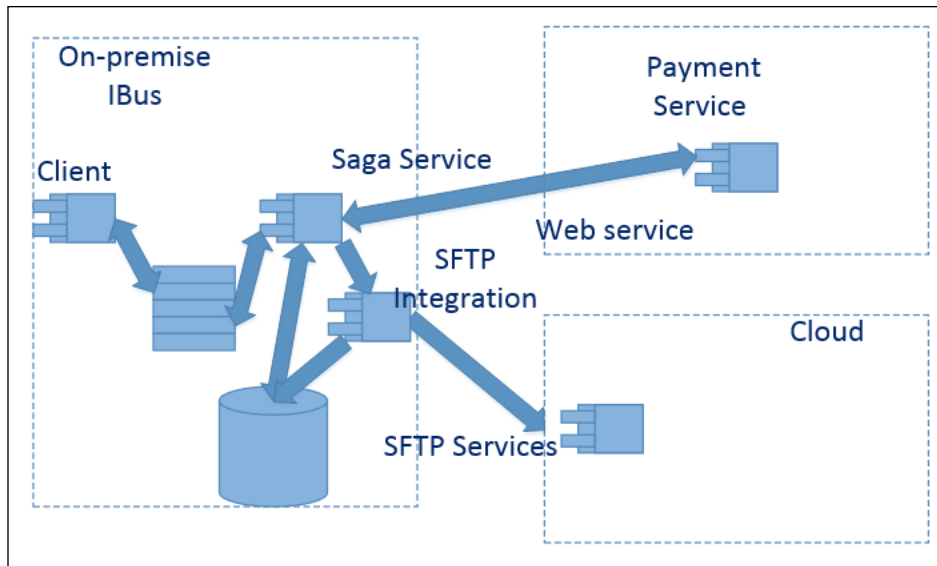 On-premise
IBus
Payment
Service
Client
Saga Service
Web service
SFTP
Integration
Cloud
SFTP Services